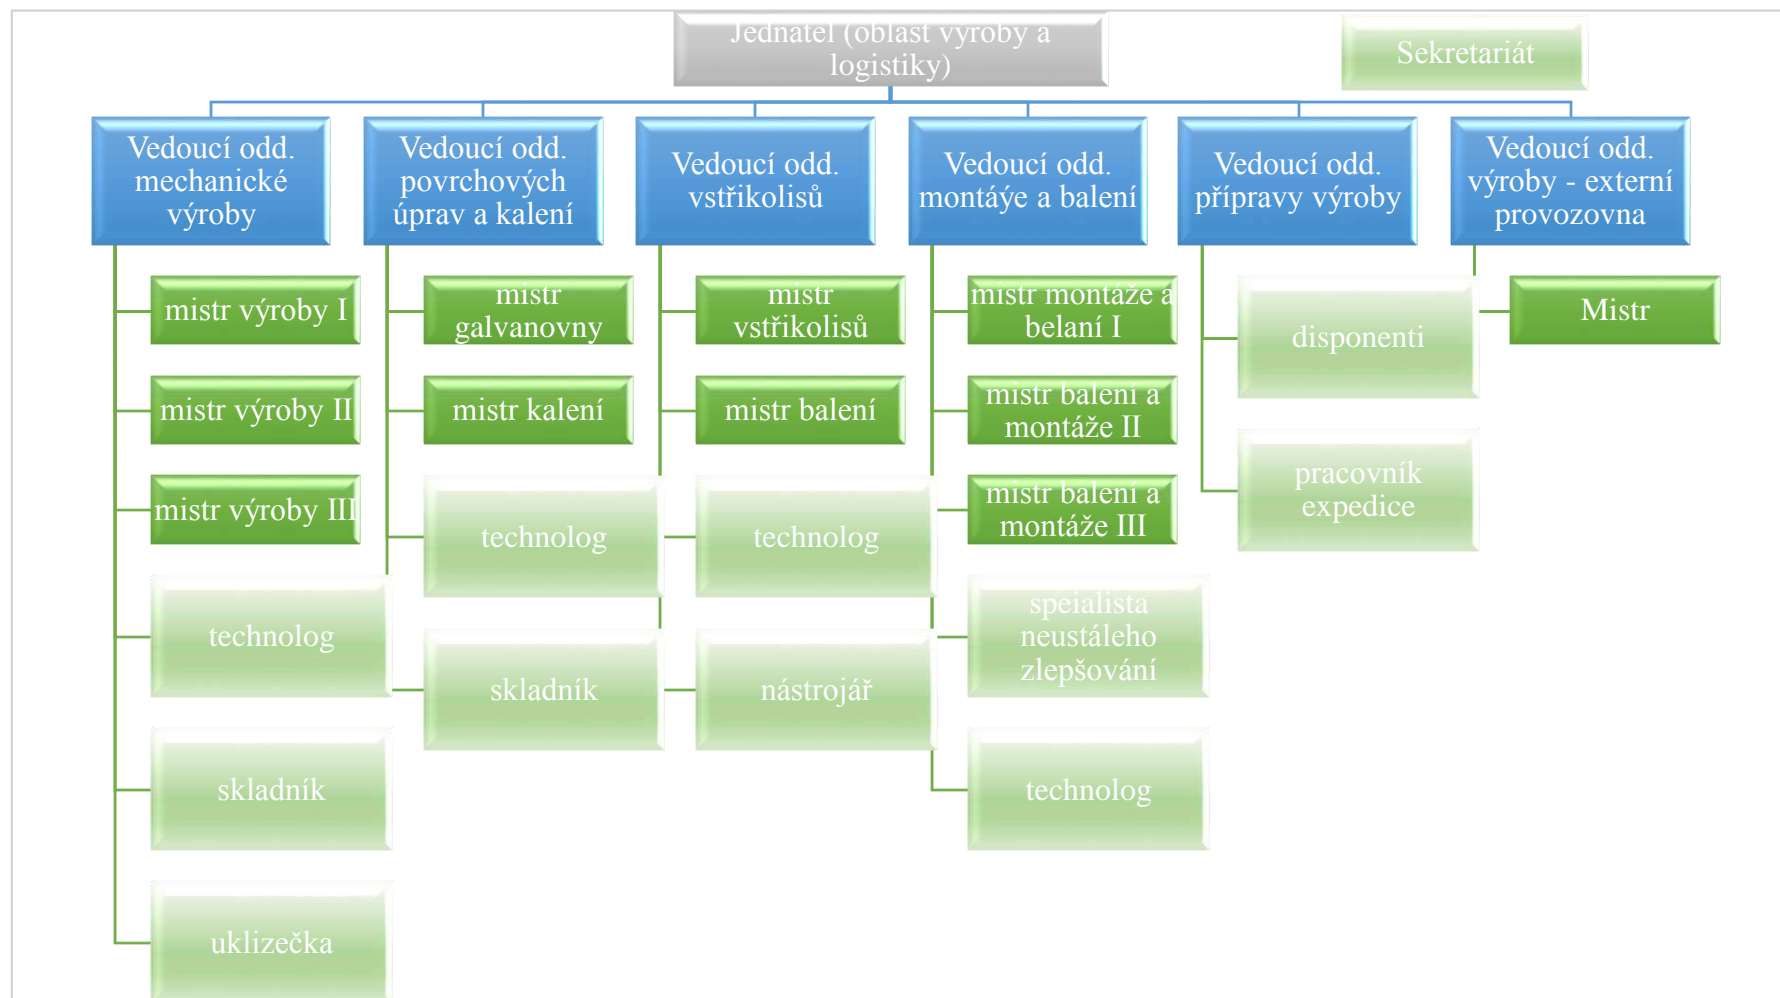 Jednatel (oblast výroby a
logistiky)
Sekretariát
Vedoucí odd.
mechanické
výroby
Vedoucí odd.
povrchových
úprav a kalení
Vedoucí odd.
vstřikolisů
Vedoucí odd.
montáýe a balení
Vedoucí odd.
přípravy výroby
Vedoucí odd.
výroby - externí
provozovna
mistr výroby I
mistr výroby II
mistr výroby III
technolog
skladník
uklizečka
mistr
galvanovny
mistr kalení
technolog
skladník
mistr
vstřikolisů
mistr balení
technolog
nástrojář
mistr montáže a
belaní I
mistr balení a
montáže II
mistr balení a
montáže III
speialista
neustáleho
zlepšování
technolog
disponenti
pracovník
expedice
Mistr